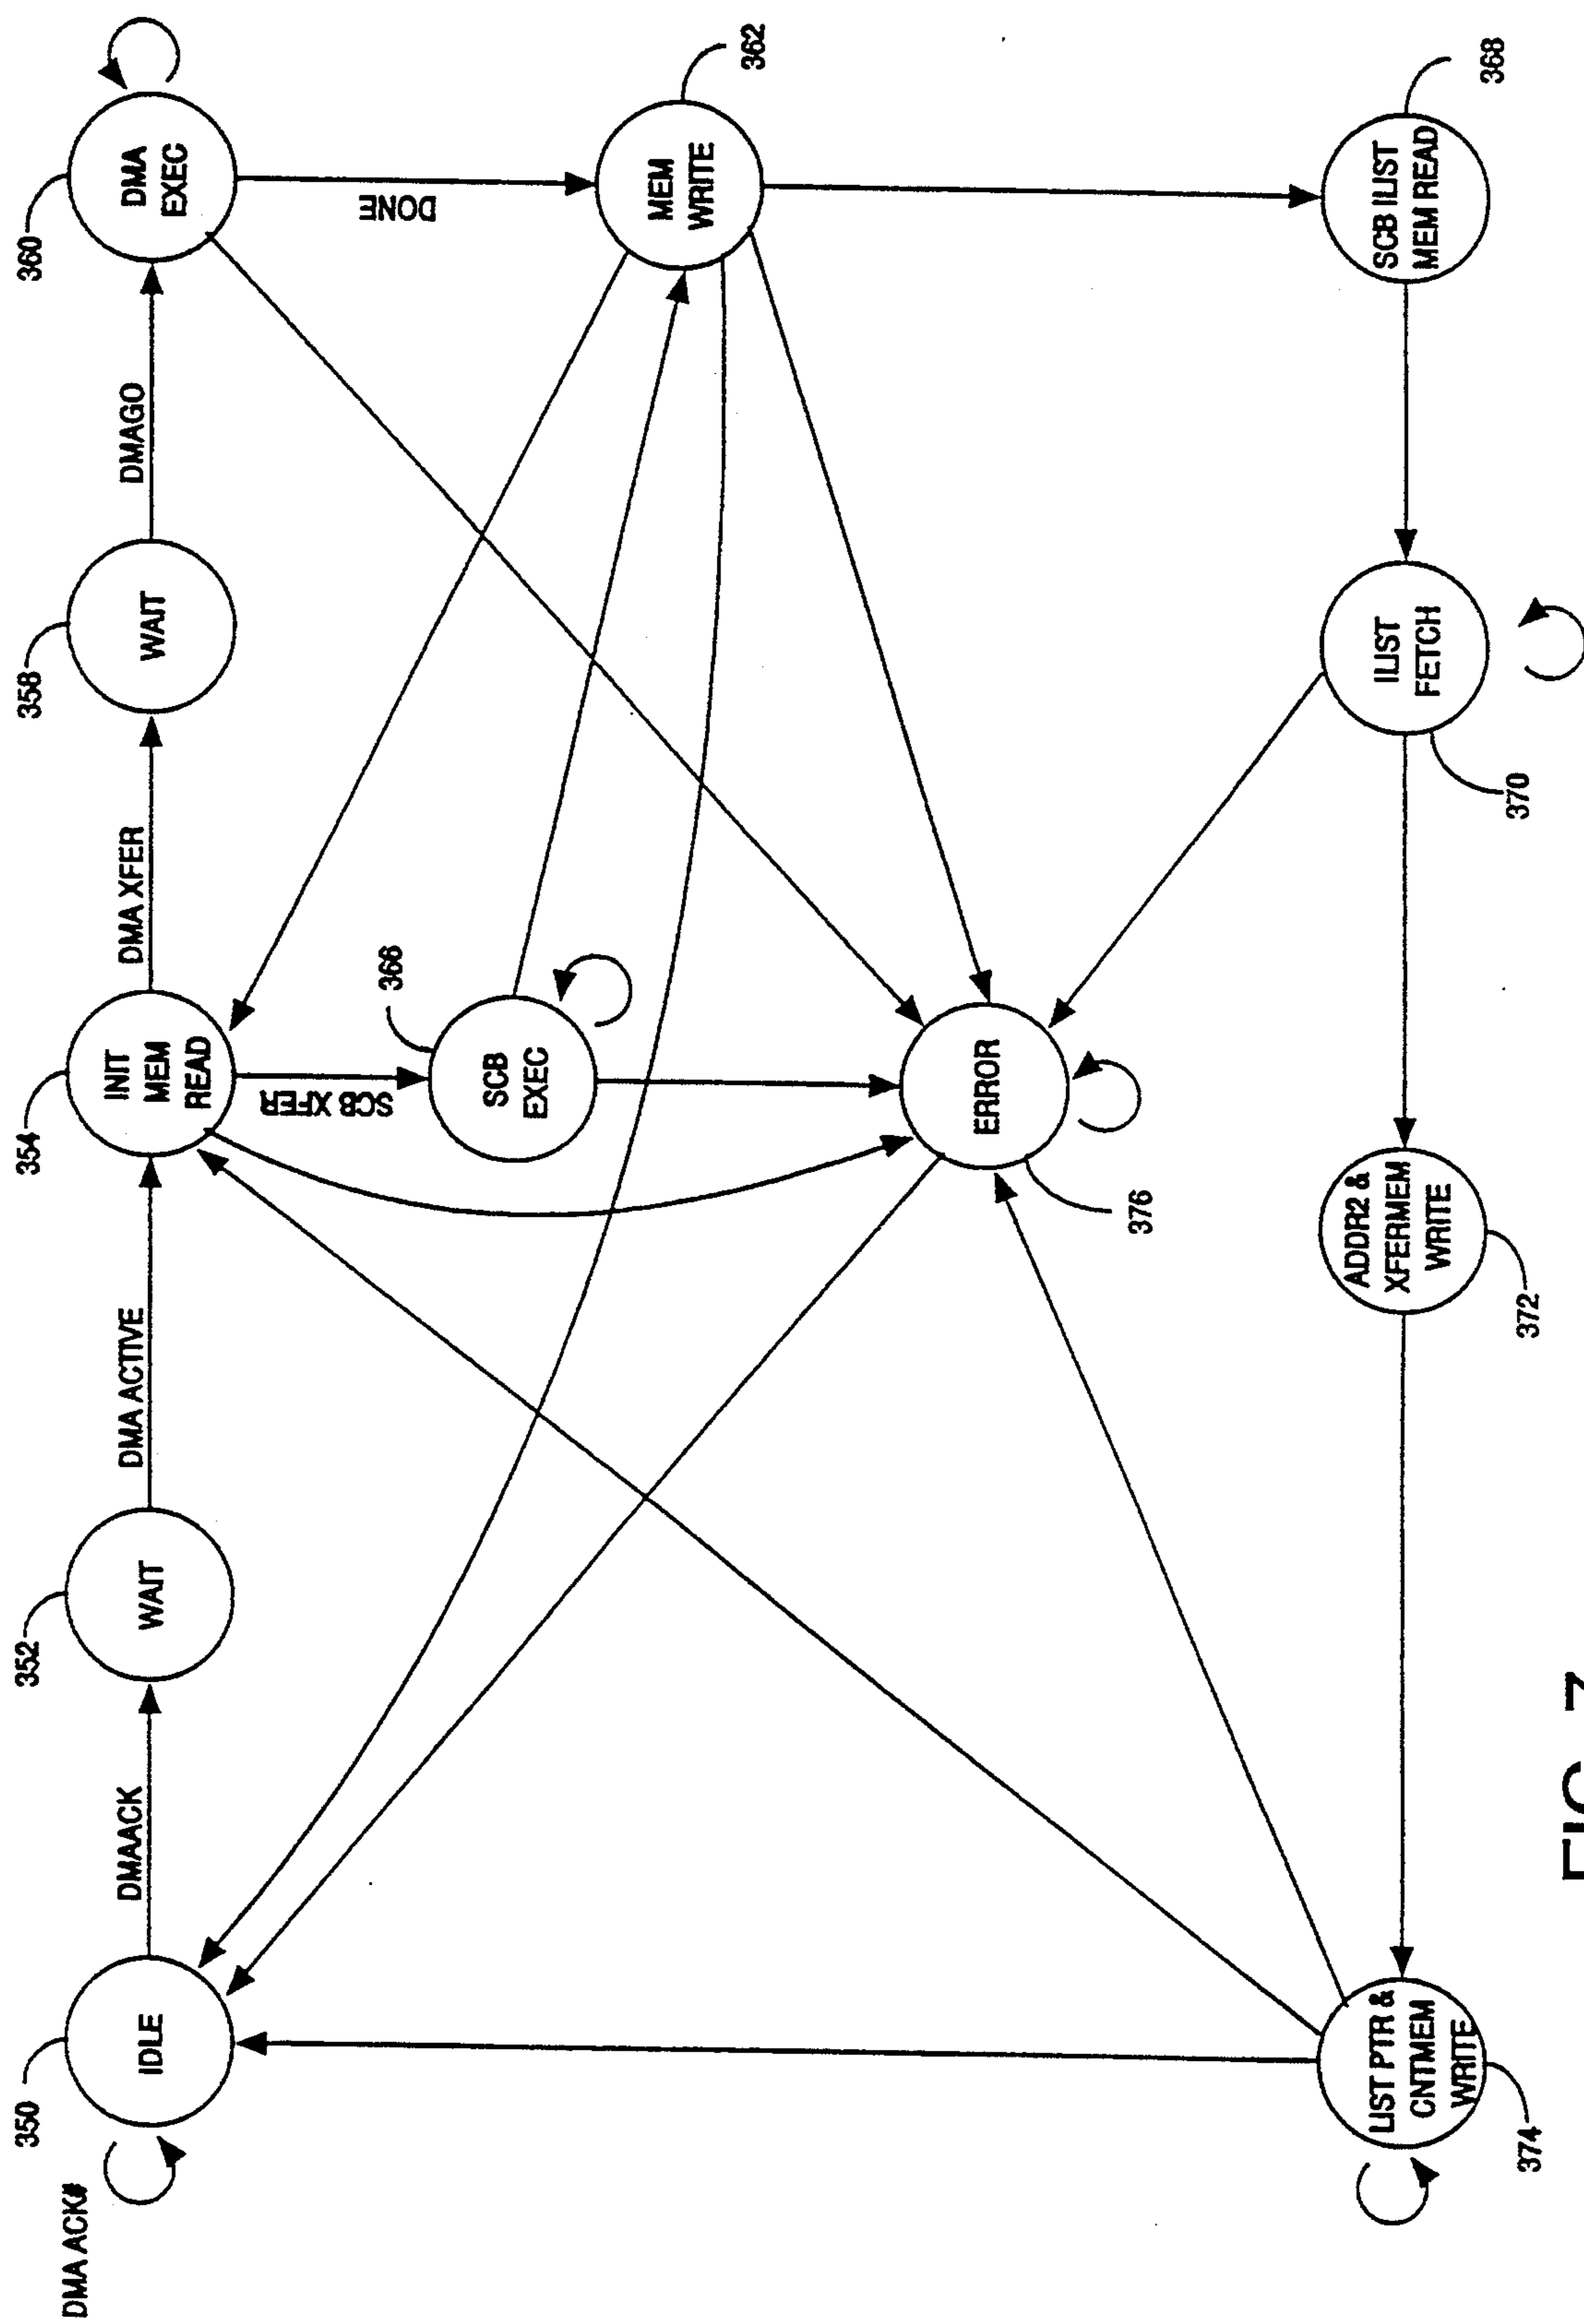 DMA ACK#
350
IDLE
DMAACK
352
WAIT
DMA ACTIVE
354
INIT
MEM
READ
DMA XFER
358
WAIT
DMAGO
360
DMA
EXEC
SCB XFER
366
SCB
EXEC
DONE
MEM
WRITE
362
ERROR
376
374
LIST PTR &
CNTMEM
WRITE
ADDR2 &
XFERMEM
WRITE
372
ILIST
FETCH
370
SCB ILIST
MEM READ
368